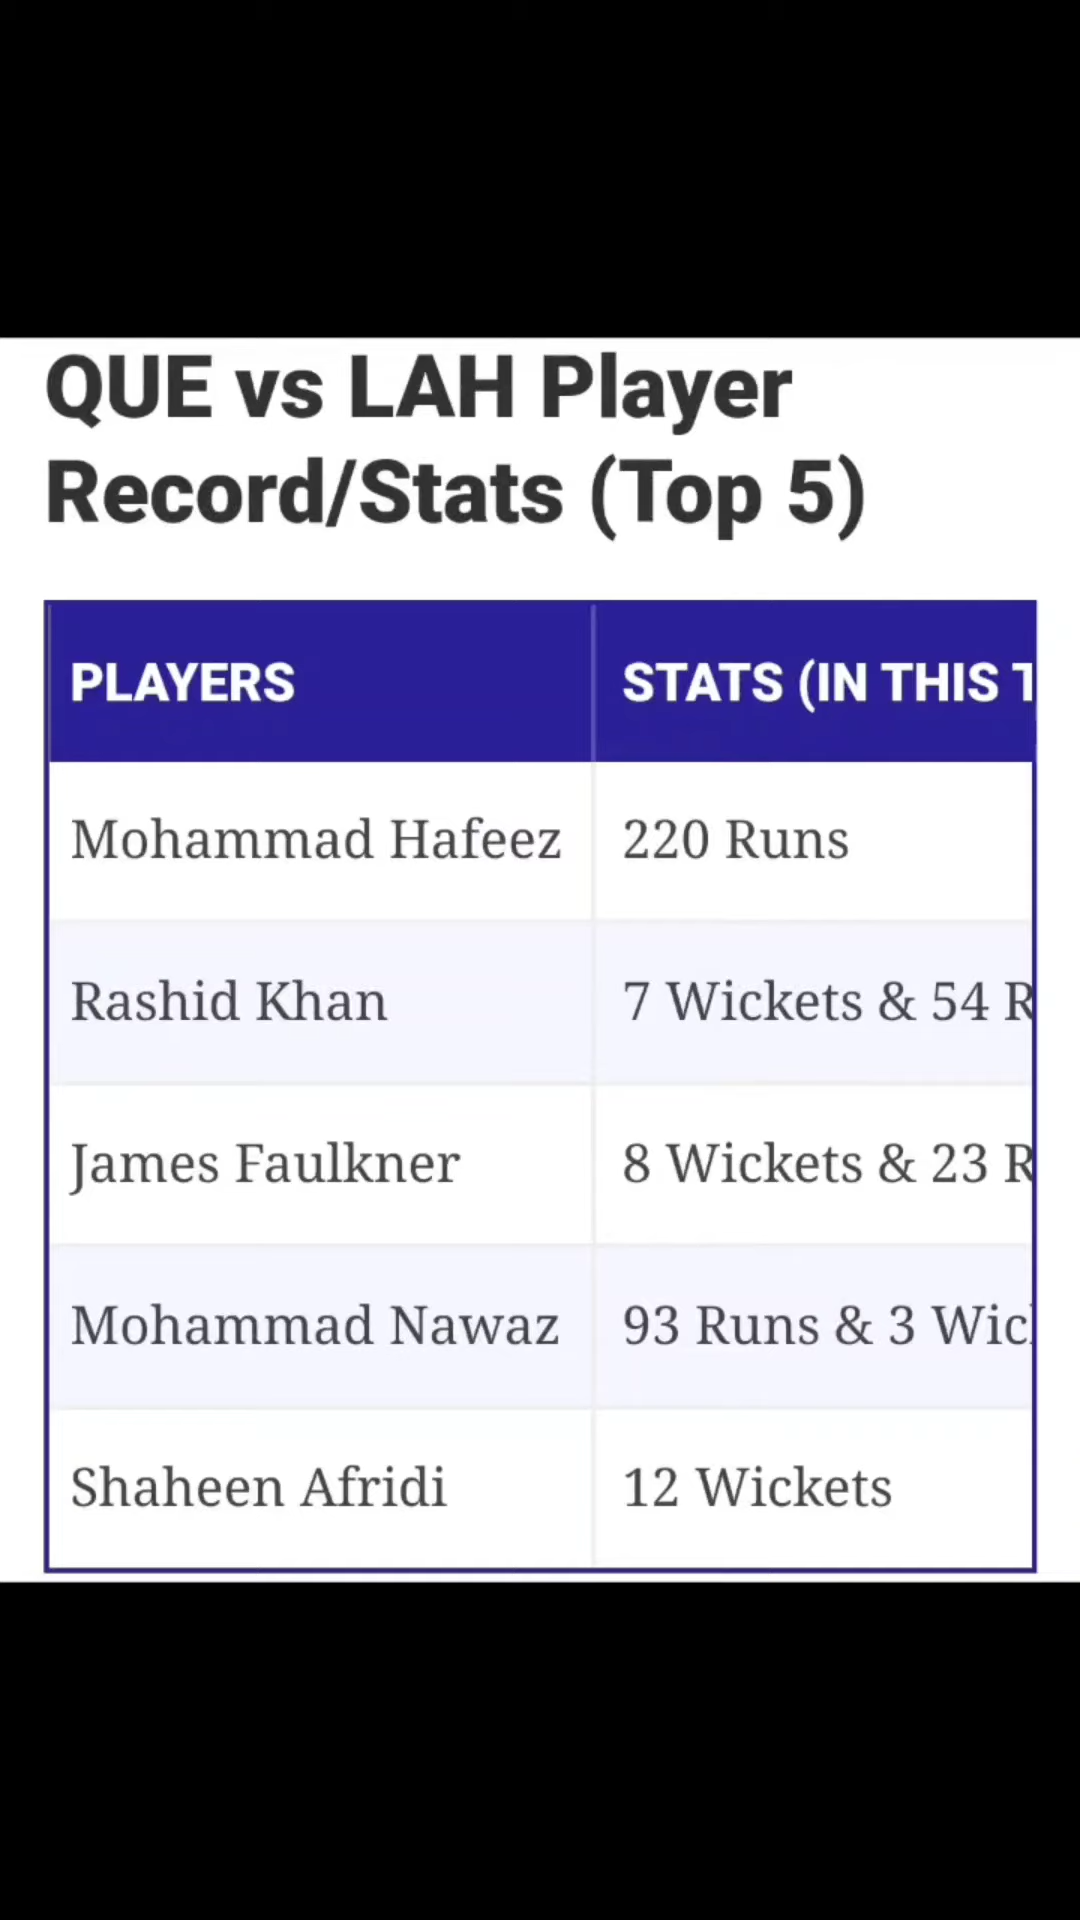 QUE vs LAH Player
Record/Stats (Top 5)
PLAYERS STATS (IN THIS
Mohammad Hafeez 220 Runs
Rashid Khan 7 Wickets & 54 R
James Faulkner 8 Wickets & 23 R
Mohammad Nawaz 93 Runs & 3 Wic
Shaheen Afridi 12 Wickets